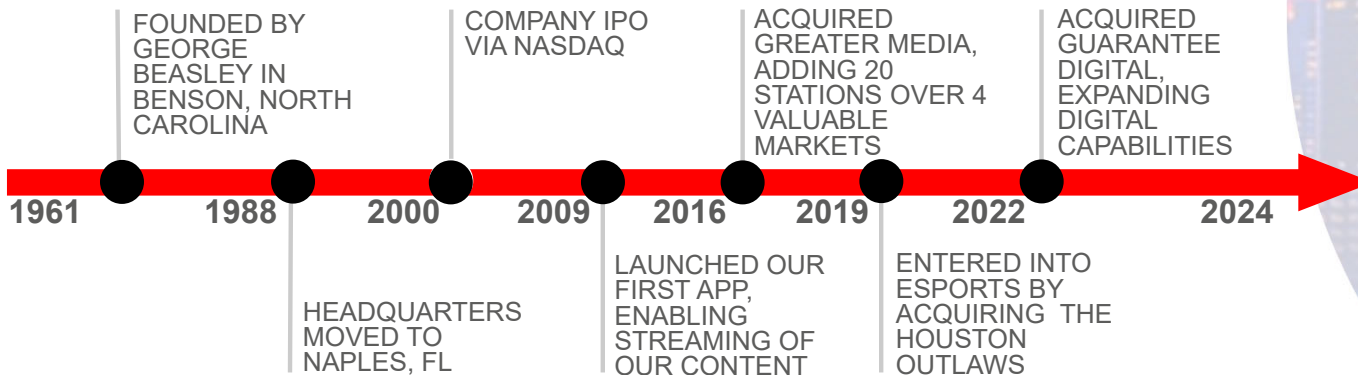 FOUNDED BY
GEORGE
BEASLEY IN
BENSON, NORTH
CAROLINA
COMPANY IPO
VIA NASDAQ
ACQUIRED
GREATER MEDIA,
ADDING 20
STATIONS OVER 4
VALUABLE
MARKETS
ACQUIRED
GUARANTEE
DIGITAL,
EXPANDING
DIGITAL
CAPABILITIES
1961
1988
2000
2009
2016
2019
2022
2024
HEADQUARTERS
MOVED TO
NAPLES, FL
LAUNCHED OUR
FIRST APP,
ENABLING
STREAMING OF
OUR CONTENT
ENTERED INTO
ESPORTS BY
ACQUIRING THE
HOUSTON
OUTLAWS